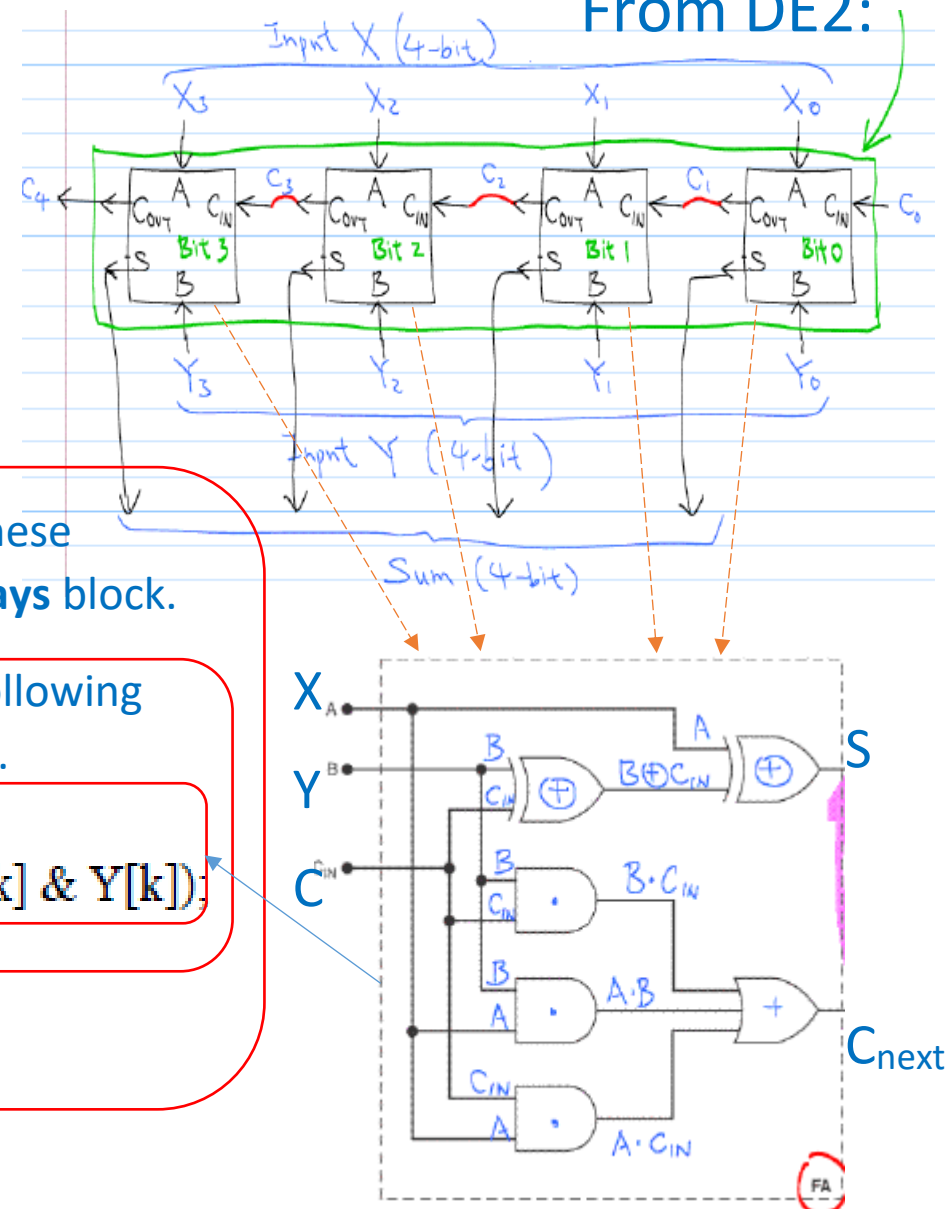 From DE2:
Input X (4-bit)
X3 X2 X1 X0
C4 COUT A CIN C3 COUT A CIN C2 COUT A CIN C1 COUT A CIN C0
S Bit 3 S Bit 2 S Bit 1 S Bit 0
B B B B
Y3 Y2 Y1 Y0
Input Y (4-bit)
Sum (4-bit)
hese
ays block.
ollowing
.
k] & Y[k]);
X A A S
Y B B B⊕CIN ⊕
CIN ⊕
C CIN B B·CIN
CIN ·
B A·B
A · +
Cnext
CIN
A · A·CIN
FA